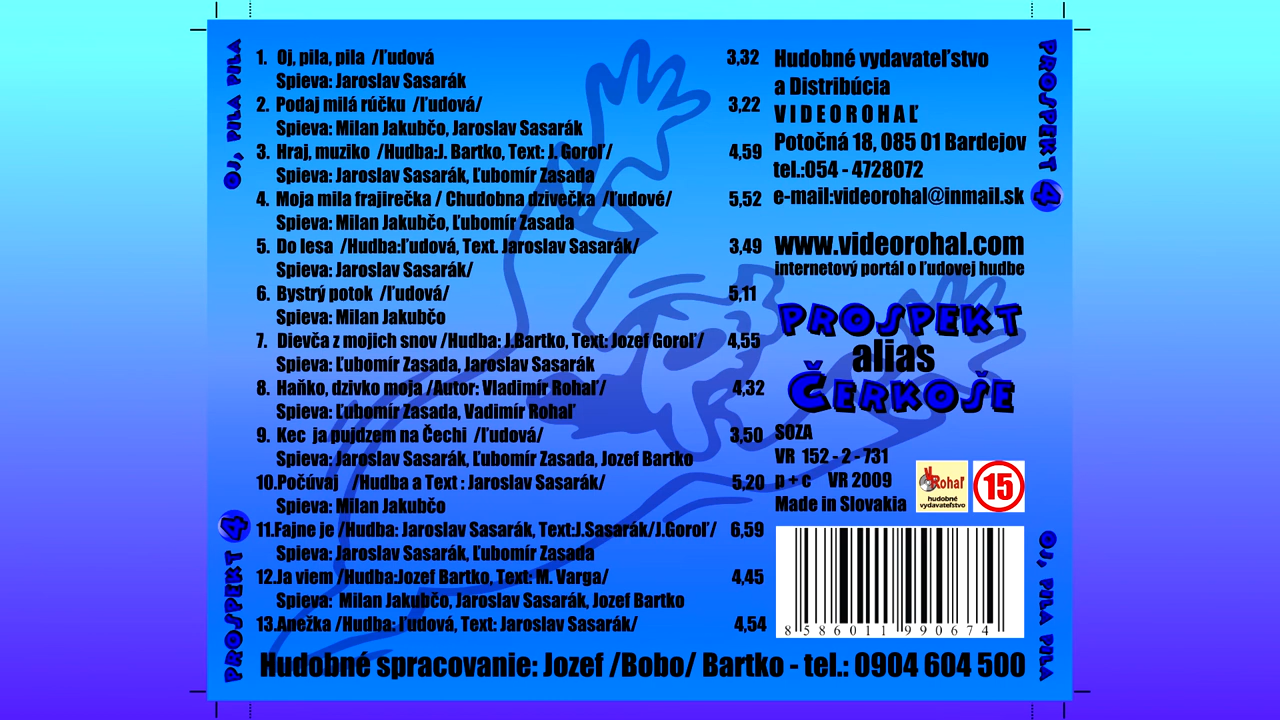 OJ, PILA PILA
PROSPEKT 4
1. Oj, pila, pila /ľudová 3,32
Spieva: Jaroslav Sasarák
2. Podaj milá rúčku /ľudová/ 3,22
Spieva: Milan Jakubčo, Jaroslav Sasarák
3. Hraj, muziko /Hudba:J. Bartko, Text: J. Goroľ/ 4,59
Spieva: Jaroslav Sasarák, Ľubomír Zasada
4. Moja mila frajirečka / Chudobna dzivečka /ľudové/ 5,52
Spieva: Milan Jakubčo, Ľubomír Zasada
5. Do lesa /Hudba:ľudová, Text. Jaroslav Sasarák/ 3,49
Spieva: Jaroslav Sasarák/
6. Bystrý potok /ľudová/ 5,11
Spieva: Milan Jakubčo
7. Dievča z mojich snov /Hudba: J.Bartko, Text: Jozef Goroľ/ 4,55
Spieva: Ľubomír Zasada, Jaroslav Sasarák
8. Haňko, dzivko moja /Autor: Vladimír Rohaľ/ 4,32
Spieva: Ľubomír Zasada, Vadimír Rohaľ
9. Kec ja pujdzem na Čechi /ľudová/ 3,50
Spieva: Jaroslav Sasarák, Ľubomír Zasada, Jozef Bartko
10.Počúvaj /Hudba a Text : Jaroslav Sasarák/ 5,20
Spieva: Milan Jakubčo
11.Fajne je /Hudba: Jaroslav Sasarák, Text:J.Sasarák/J.Goroľ/ 6,59
Spieva: Jaroslav Sasarák, Ľubomír Zasada
12.Ja viem /Hudba:Jozef Bartko, Text: M. Varga/ 4,45
Spieva: Milan Jakubčo, Jaroslav Sasarák, Jozef Bartko
13.Anežka /Hudba: ľudová, Text: Jaroslav Sasarák/ 4,54
Hudobné vydavateľstvo
a Distribúcia
VIDEOROHAĽ
Potočná 18, 085 01 Bardejov
tel.:054 - 4728072
e-mail:videorohal@inmail.sk
www.videorohal.com
internetový portál o ľudovej hudbe
PROSPEKT
alias
ČERKOŠE
SOZA
VR 152 - 2 - 731
p + c VR 2009
Made in Slovakia
V Rohaľ
hudobné
vydavateľstvo
15
8586011990674
Hudobné spracovanie: Jozef /Bobo/ Bartko - tel.: 0904 604 500
PROSPEKT 4
OJ, PILA PILA